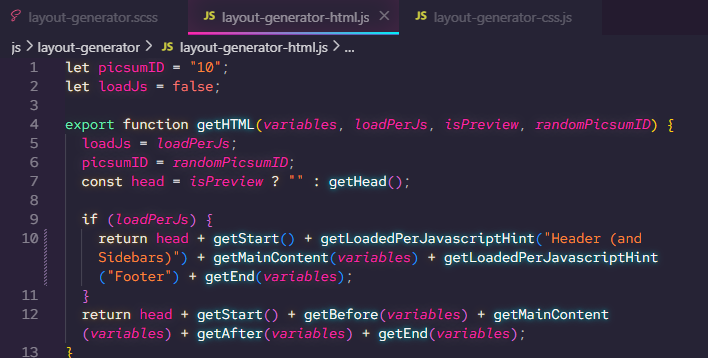 layout-generator.scss JS layout-generator-html.js × JS layout-generator-css.js
js > layout-generator > JS layout-generator-html.js > ...
1 let picsumID = "10";
2 let loadJs = false;
3
4 export function getHTML(variables, loadPerJs, isPreview, randomPicsumID) {
5 loadJs = loadPerJs;
6 picsumID = randomPicsumID;
7 const head = isPreview ? "" : getHead();
8
9 if (loadPerJs) {
10 return head + getStart() + getLoadedPerJavascriptHint("Header (and
Sidebars)") + getMainContent(variables) + getLoadedPerJavascriptHint
("Footer") + getEnd(variables);
11 }
12 return head + getStart() + getBefore(variables) + getMainContent
(variables) + getAfter(variables) + getEnd(variables);
13 }